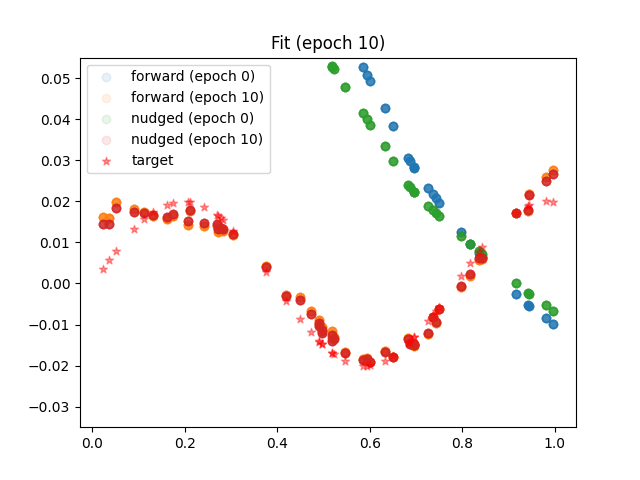 Fit (epoch 10)
forward (epoch 0)
forward (epoch 10)
nudged (epoch 0)
nudged (epoch 10)
target
0.05
0.04
0.03
0.02
0.01
0.00
−0.01
−0.02
−0.03
0.0 0.2 0.4 0.6 0.8 1.0